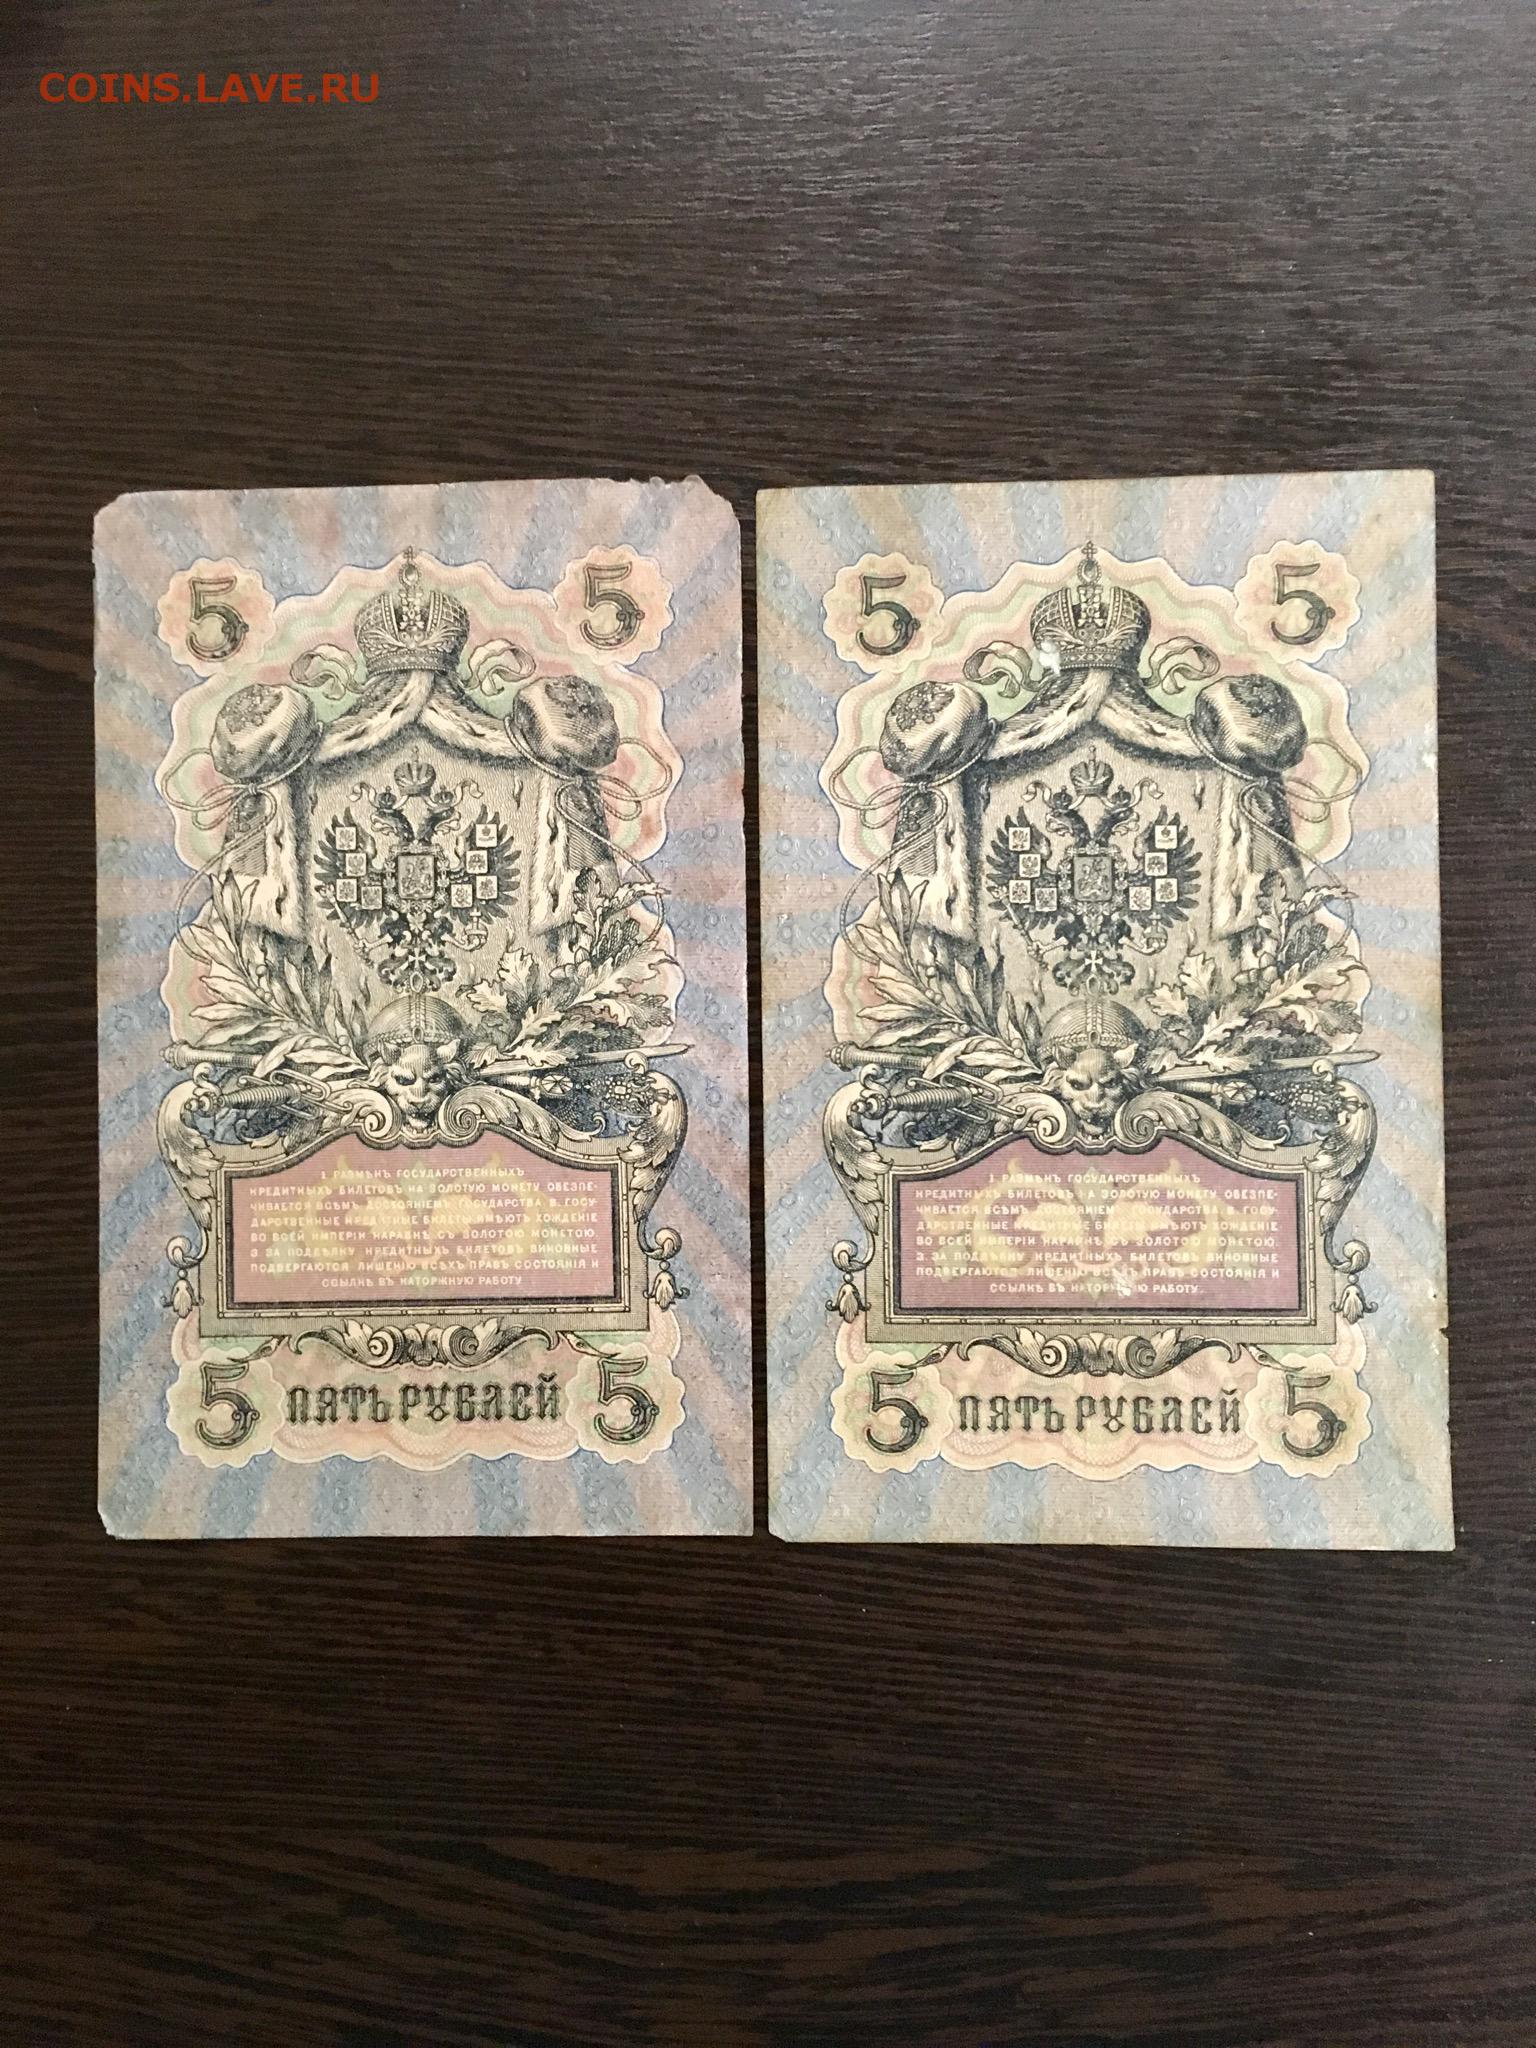 COINS.LAVE.RU
5 5
1 РАЗМѢНЪ ГОСУДАРСТВЕННЫХЪ
КРЕДИТНЫХЪ БИЛЕТОВЪ НА ЗОЛОТУЮ МОНЕТУ ОБЕЗПЕ-
ЧИВАЕТСЯ ВСѢМЪ ДОСТОЯНІЕМЪ ГОСУДАРСТВА. 2. ГОСУ-
ДАРСТВЕННЫЕ КРЕДИТНЫЕ БИЛЕТЫ ИМѢЮТЪ ХОЖДЕНІЕ
ВО ВСЕЙ ИМПЕРІИ НАРАВНѢ СЪ ЗОЛОТОЮ МОНЕТОЮ.
3. ЗА ПОДДѢЛКУ КРЕДИТНЫХЪ БИЛЕТОВЪ ВИНОВНЫЕ
ПОДВЕРГАЮТСЯ ЛИШЕНІЮ ВСѢХЪ ПРАВЪ СОСТОЯНІЯ И
ССЫЛКѢ ВЪ КАТОРЖНУЮ РАБОТУ
5 ПЯТЬ РУБЛЕЙ 5
5 5
1 РАЗМѢНЪ ГОСУДАРСТВЕННЫХЪ
КРЕДИТНЫХЪ БИЛЕТОВЪ НА ЗОЛОТУЮ МОНЕТУ ОБЕЗПЕ-
ЧИВАЕТСЯ ВСѢМЪ ДОСТОЯНІЕМЪ ГОСУДАРСТВА. 2. ГОСУ-
ДАРСТВЕННЫЕ КРЕДИТНЫЕ БИЛЕТЫ ИМѢЮТЪ ХОЖДЕНІЕ
ВО ВСЕЙ ИМПЕРІИ НАРАВНѢ СЪ ЗОЛОТОЮ МОНЕТОЮ.
3. ЗА ПОДДѢЛКУ КРЕДИТНЫХЪ БИЛЕТОВЪ ВИНОВНЫЕ
ПОДВЕРГАЮТСЯ ЛИШЕНІЮ ВСѢХЪ ПРАВЪ СОСТОЯНІЯ И
ССЫЛКѢ ВЪ КАТОРЖНУЮ РАБОТУ.
5 ПЯТЬ РУБЛЕЙ 5